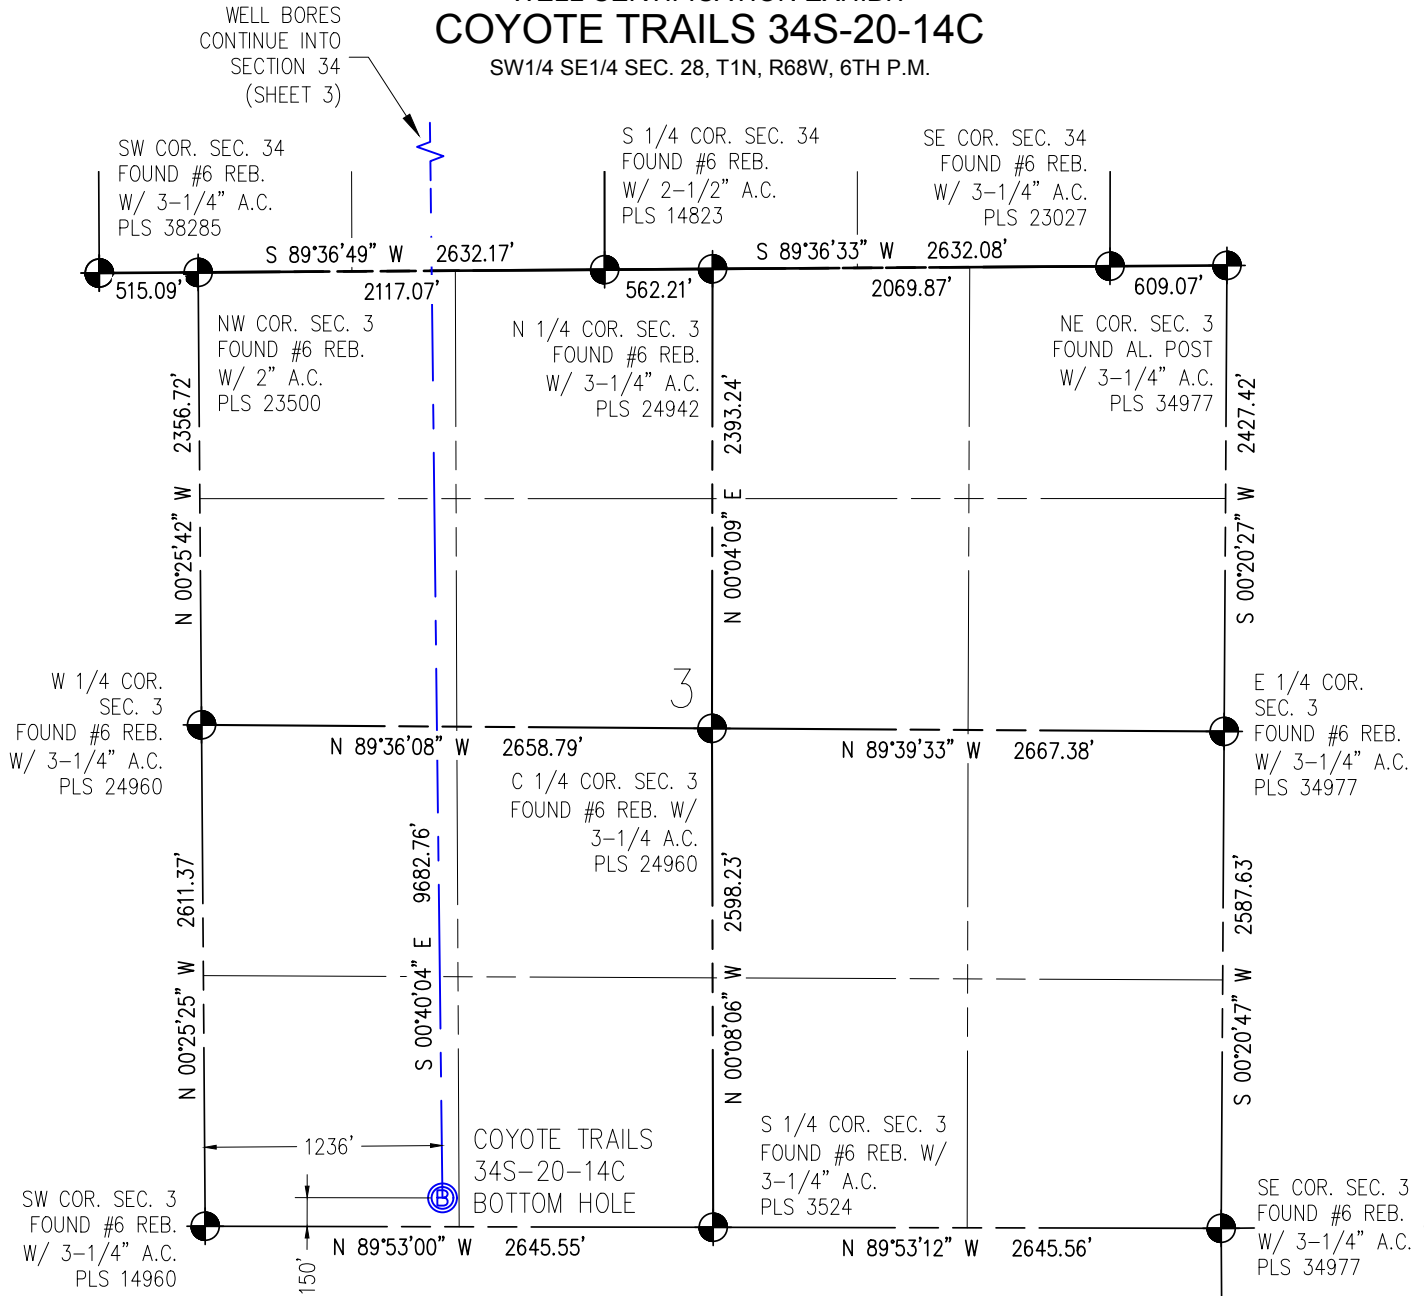 COYOTE TRAILS 34S-20-14C
SW1/4 SE1/4 SEC. 28, T1N, R68W, 6TH P.M.
WELL BORES
CONTINUE INTO
SECTION 34
(SHEET 3)
SW COR. SEC. 34
FOUND #6 REB.
W/ 3-1/4" A.C.
PLS 38285
S 1/4 COR. SEC. 34
FOUND #6 REB.
W/ 2-1/2" A.C.
PLS 14823
SE COR. SEC. 34
FOUND #6 REB.
W/ 3-1/4" A.C.
PLS 23027
S 89°36'49" W 2632.17'
S 89°36'33" W 2632.08'
515.09'
2117.07'
562.21'
2069.87'
609.07'
NW COR. SEC. 3
FOUND #6 REB.
W/ 2" A.C.
PLS 23500
N 1/4 COR. SEC. 3
FOUND #6 REB.
W/ 3-1/4" A.C.
PLS 24942
NE COR. SEC. 3
FOUND AL. POST
W/ 3-1/4" A.C.
PLS 34977
N 00°25'42" W 2356.72'
N 00°04'09" E 2393.24'
S 00°20'27" W 2427.42'
3
W 1/4 COR.
SEC. 3
FOUND #6 REB.
W/ 3-1/4" A.C.
PLS 24960
N 89°36'08" W 2658.79'
N 89°39'33" W 2667.38'
E 1/4 COR.
SEC. 3
FOUND #6 REB.
W/ 3-1/4" A.C.
PLS 34977
C 1/4 COR. SEC. 3
FOUND #6 REB. W/
3-1/4 A.C.
PLS 24960
N 00°25'25" W 2611.37'
S 00°40'04" E 9682.76'
N 00°08'06" W 2598.23'
S 00°20'47" W 2587.63'
1236'
COYOTE TRAILS
34S-20-14C
BOTTOM HOLE
B
150'
S 1/4 COR. SEC. 3
FOUND #6 REB. W/
3-1/4" A.C.
PLS 3524
SW COR. SEC. 3
FOUND #6 REB.
W/ 3-1/4" A.C.
PLS 14960
N 89°53'00" W 2645.55'
N 89°53'12" W 2645.56'
SE COR. SEC. 3
FOUND #6 REB.
W/ 3-1/4" A.C.
PLS 34977